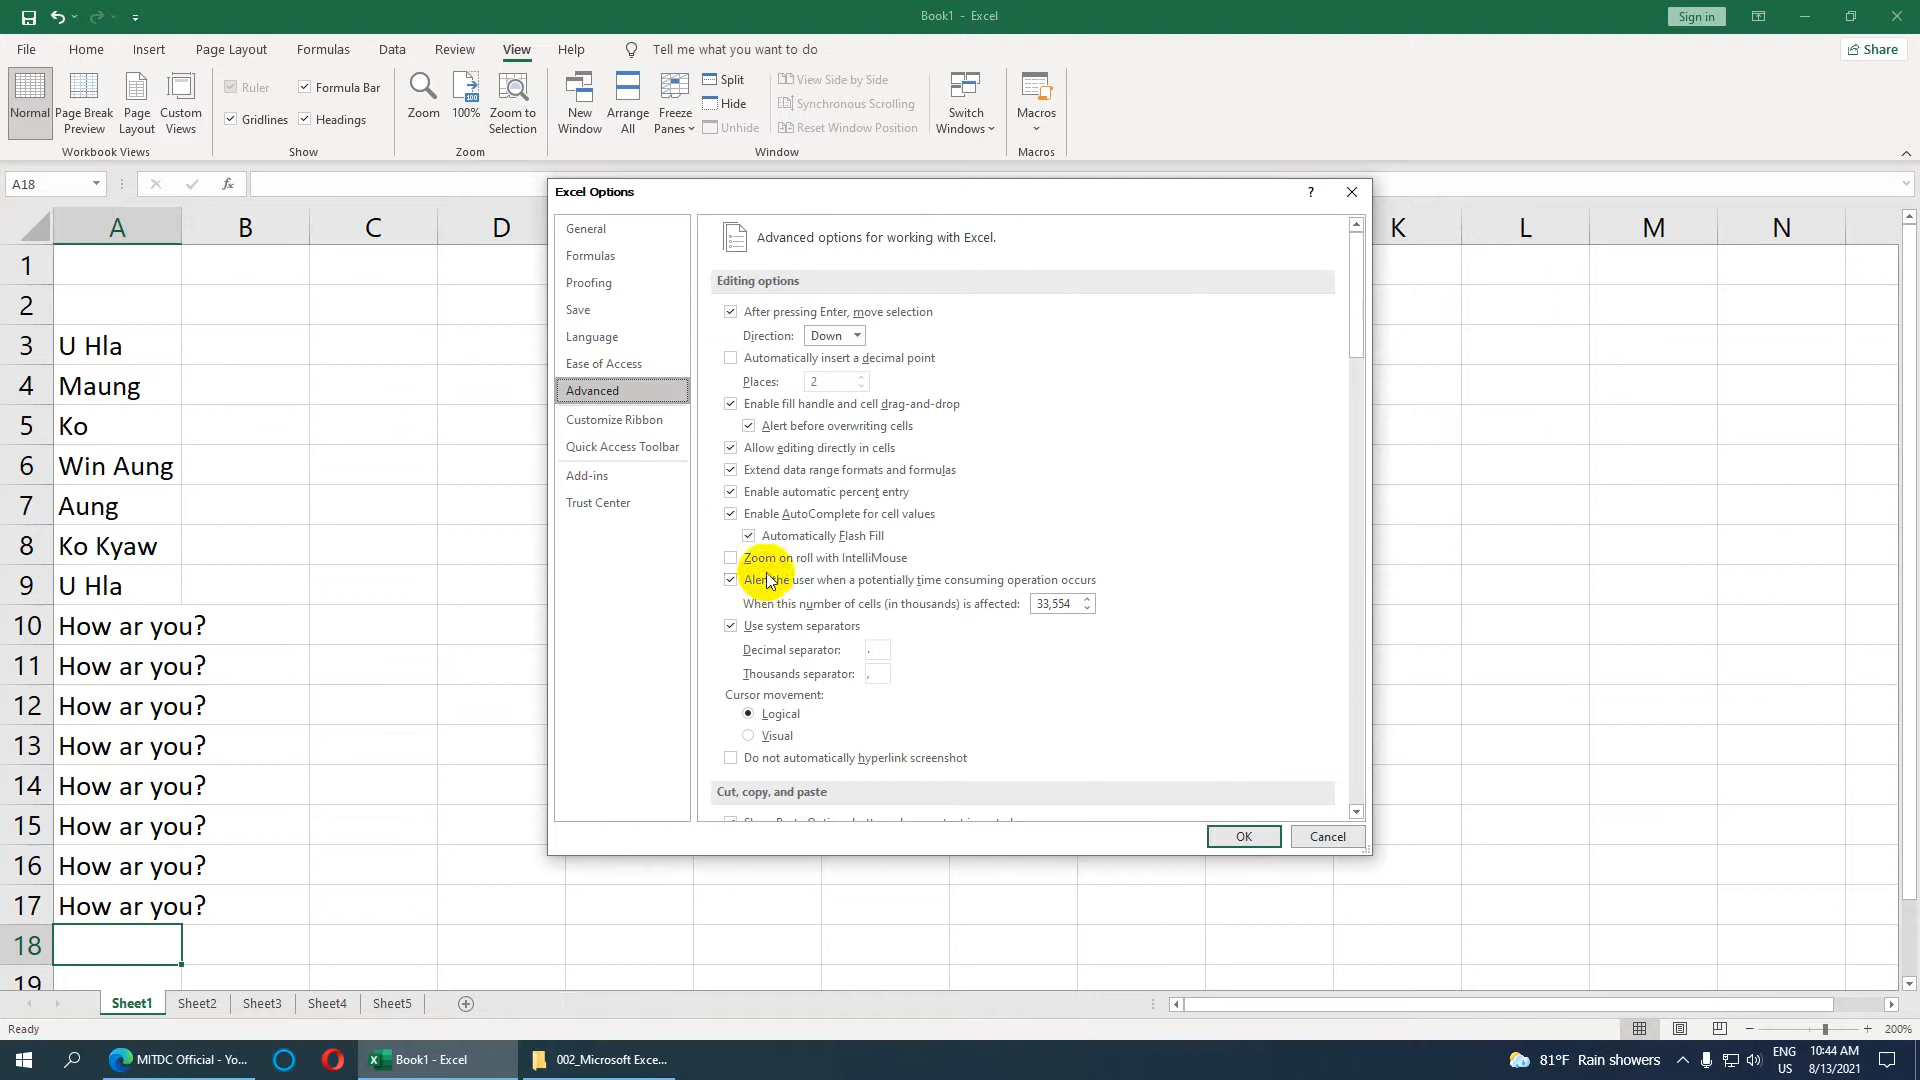 Book1 - Excel
Sign in
File Home Insert Page Layout Formulas Data Review View Help Tell me what you want to do
Share
Normal
Page Break Preview
Page Layout
Custom Views
Workbook Views
Ruler
Formula Bar
Gridlines
Headings
Show
Zoom
100%
Zoom to Selection
Zoom
New Window
Arrange All
Freeze Panes
Split
Hide
Unhide
View Side by Side
Synchronous Scrolling
Reset Window Position
Window
Switch Windows
Macros
Macros
A18
fx
A B C D K L M N
1
2
3 U Hla
4 Maung
5 Ko
6 Win Aung
7 Aung
8 Ko Kyaw
9 U Hla
10 How ar you?
11 How ar you?
12 How ar you?
13 How ar you?
14 How ar you?
15 How ar you?
16 How ar you?
17 How ar you?
18
19
Excel Options
?
General
Formulas
Proofing
Save
Language
Ease of Access
Advanced
Customize Ribbon
Quick Access Toolbar
Add-ins
Trust Center
Advanced options for working with Excel.
Editing options
After pressing Enter, move selection
Direction: Down
Automatically insert a decimal point
Places: 2
Enable fill handle and cell drag-and-drop
Alert before overwriting cells
Allow editing directly in cells
Extend data range formats and formulas
Enable automatic percent entry
Enable AutoComplete for cell values
Automatically Flash Fill
Zoom on roll with IntelliMouse
Alert the user when a potentially time consuming operation occurs
When this number of cells (in thousands) is affected: 33,554
Use system separators
Decimal separator: .
Thousands separator: ,
Cursor movement:
Logical
Visual
Do not automatically hyperlink screenshot
Cut, copy, and paste
OK Cancel
Sheet1 Sheet2 Sheet3 Sheet4 Sheet5
Ready
200%
MITDC Official - Yo...
Book1 - Excel
002_Microsoft Exce...
81°F Rain showers
ENG
US
10:44 AM
8/13/2021